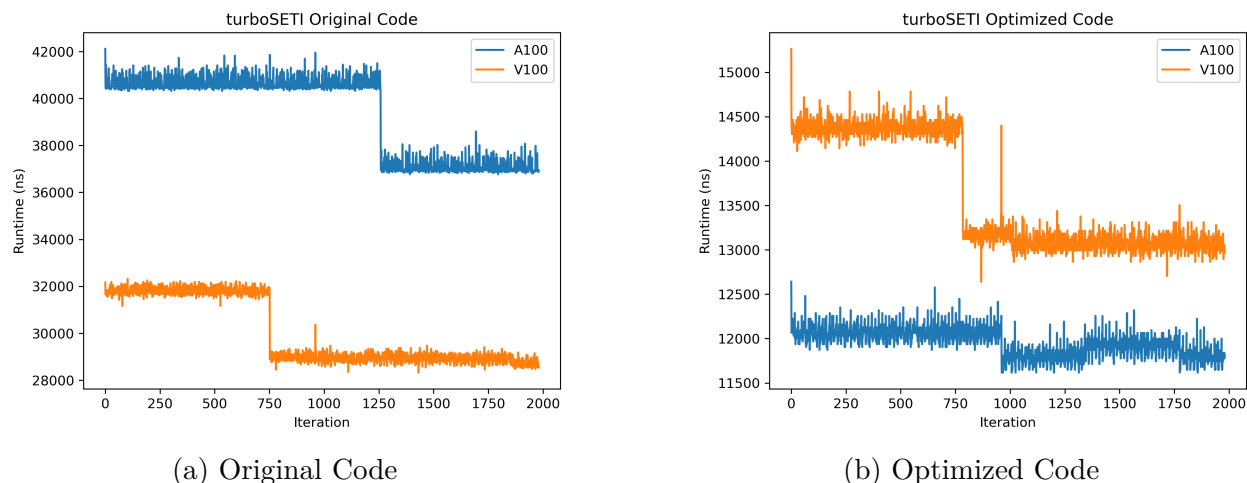 turboSETI Original Code
A100
V100
42000
40000
38000
36000
34000
32000
30000
28000
Runtime (ns)
0 250 500 750 1000 1250 1500 1750 2000
Iteration
(a) Original Code
turboSETI Optimized Code
A100
V100
15000
14500
14000
13500
13000
12500
12000
11500
Runtime (ns)
0 250 500 750 1000 1250 1500 1750 2000
Iteration
(b) Optimized Code